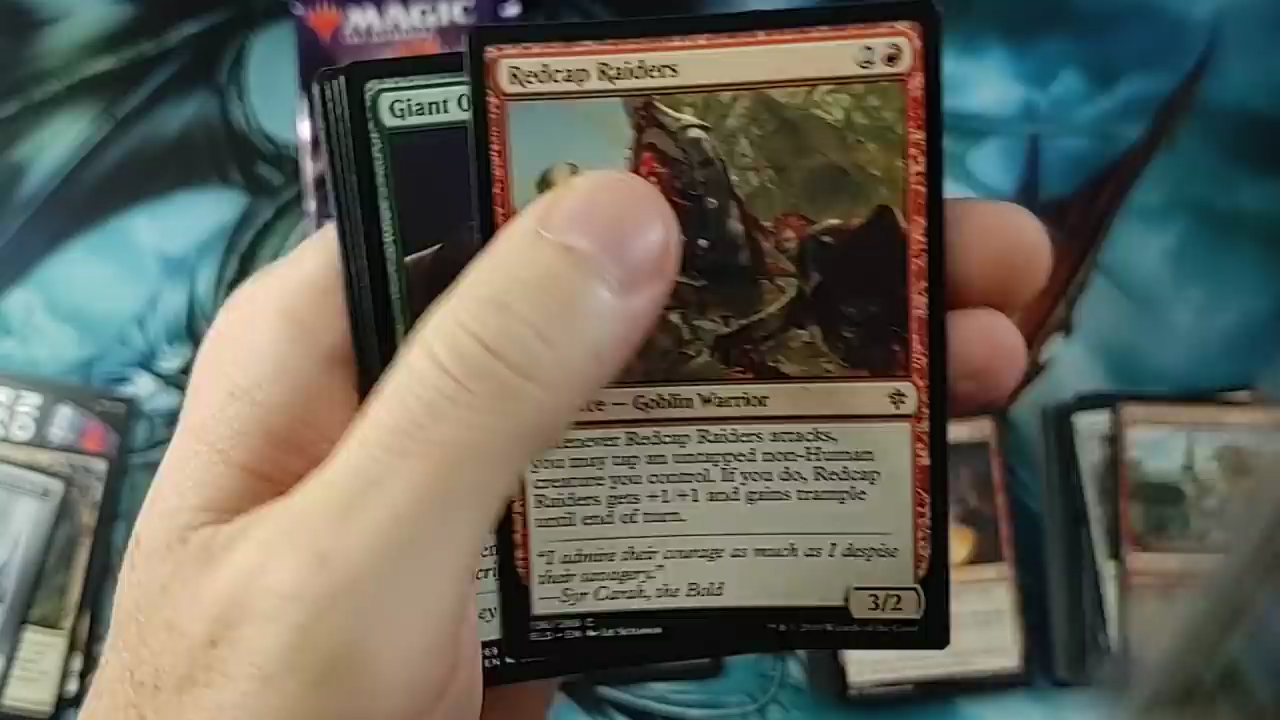 MAGIC
Redcap Raiders
2
Giant O
— Goblin Warrior
enever Redcap Raiders attacks,
you may tap an untapped non-Human
creature you control. If you do, Redcap
Raiders gets +1/+1 and gains trample
until end of turn.
"I admire their courage as much as I despise
their savagery."
—Syr Carah, the Bold
3/2
ELD • EN